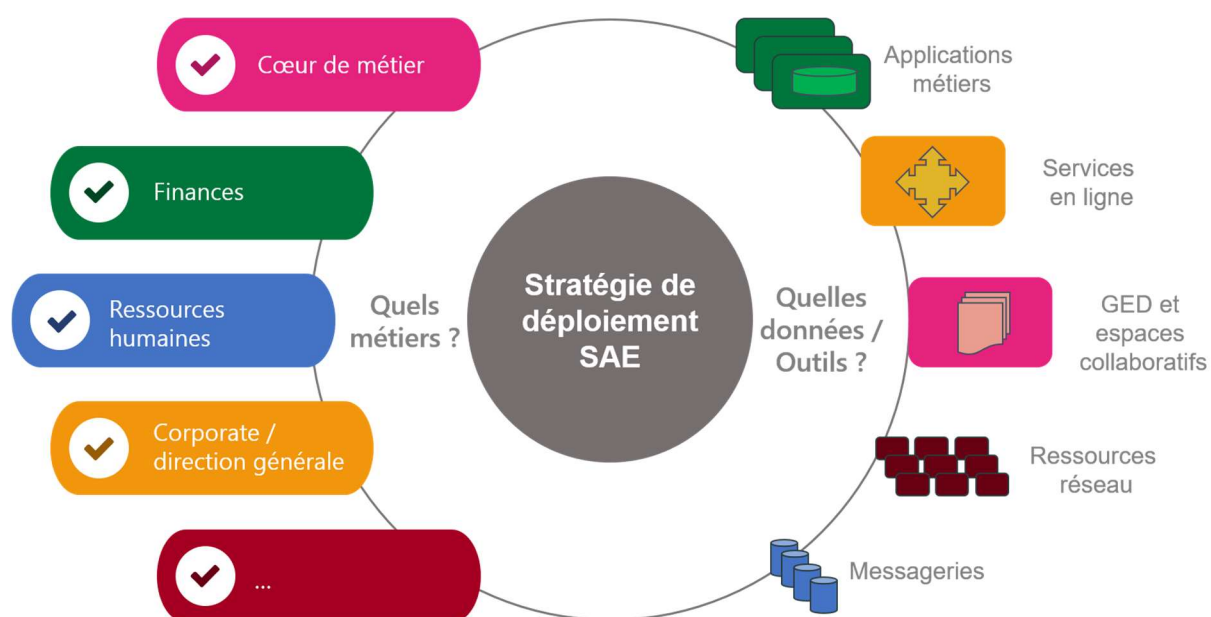 Cœur de métier
Finances
Ressources
humaines
Corporate /
direction générale
...
Quels
métiers ?
Stratégie de
déploiement
SAE
Quelles
données /
Outils ?
Applications
métiers
Services
en ligne
GED et
espaces
collaboratifs
Ressources
réseau
Messageries